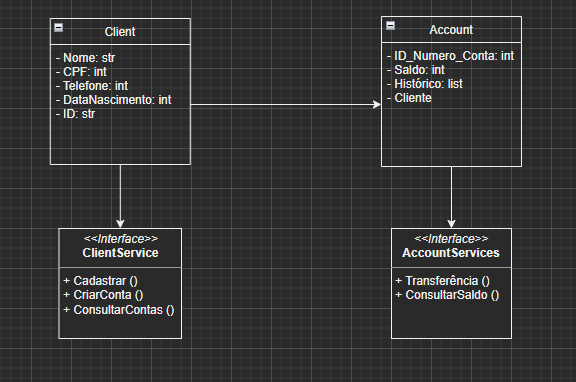 Client
- Nome: str
- CPF: int
- Telefone: int
- DataNascimento: int
- ID: str
Account
- ID_Numero_Conta: int
- Saldo: int
- Histórico: list
- Cliente
<<Interface>>
ClientService
+ Cadastrar ()
+ CriarConta ()
+ ConsultarContas ()
<<Interface>>
AccountServices
+ Transferência ()
+ ConsultarSaldo ()